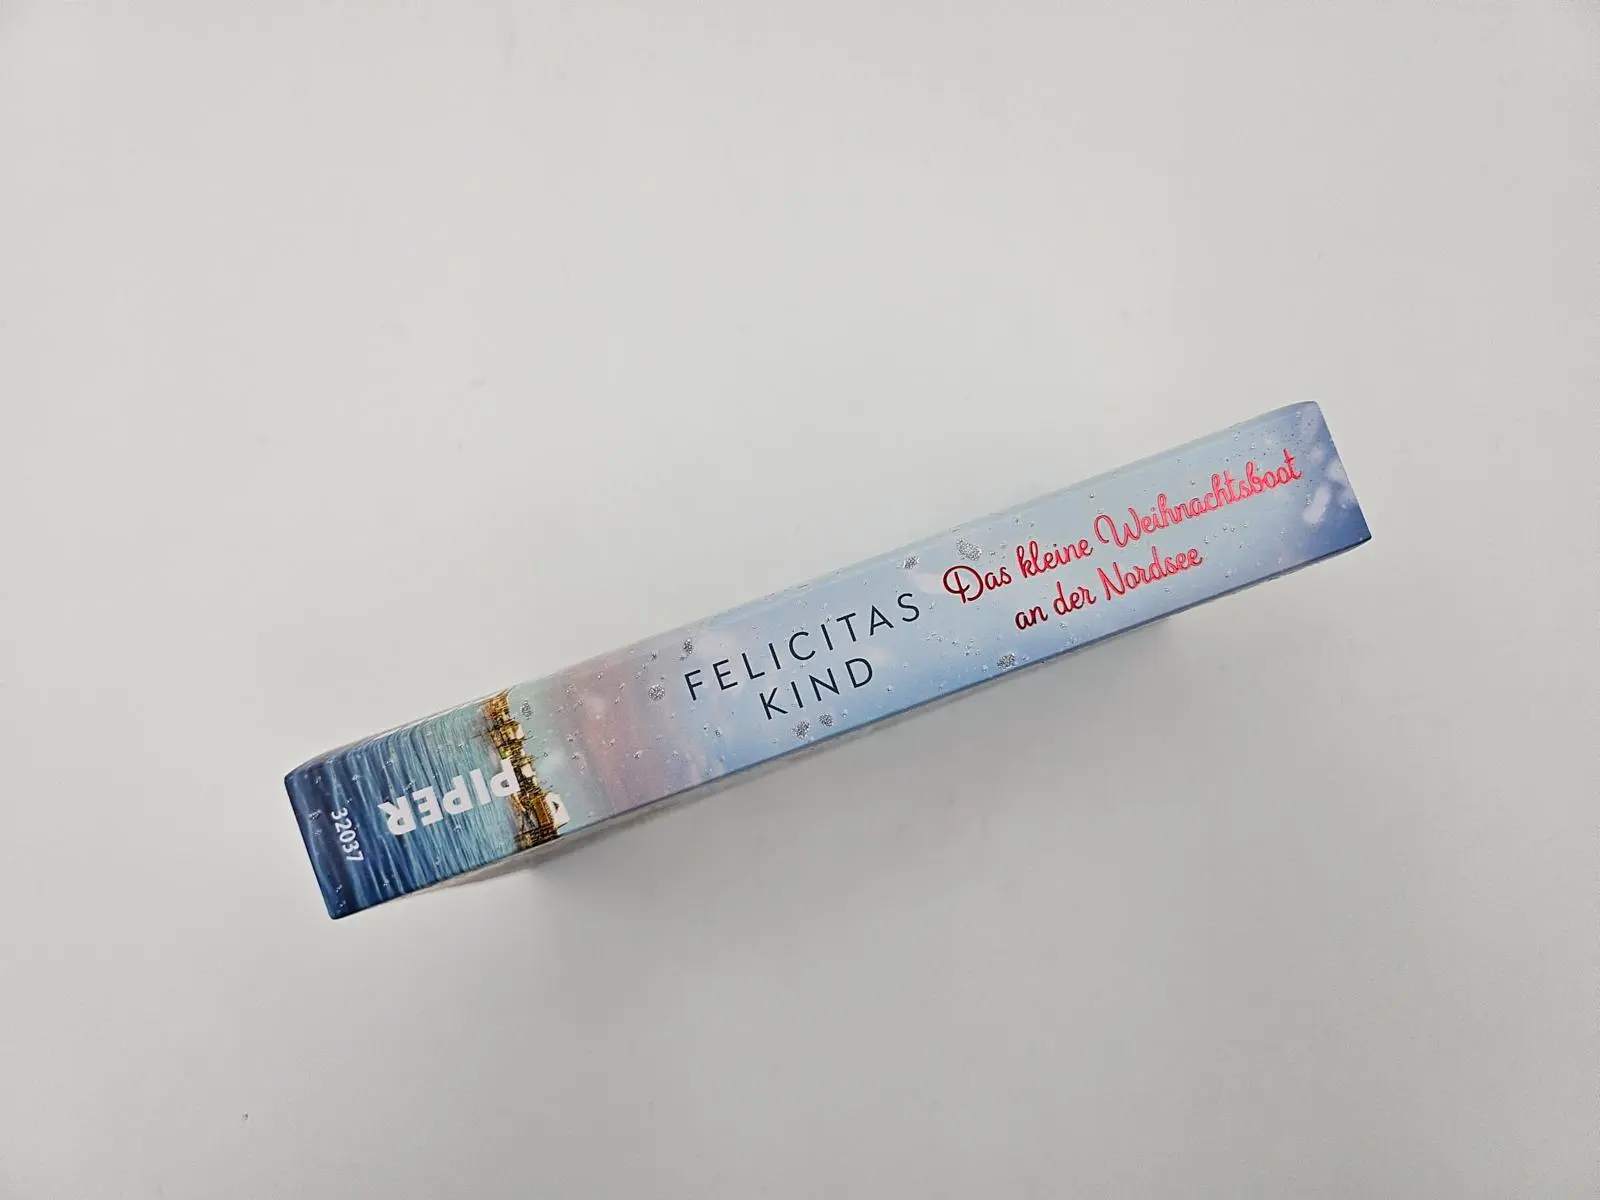 FELICITAS
KIND
Das kleine Weihnachtsboot
an der Nordsee
PIPER
32037